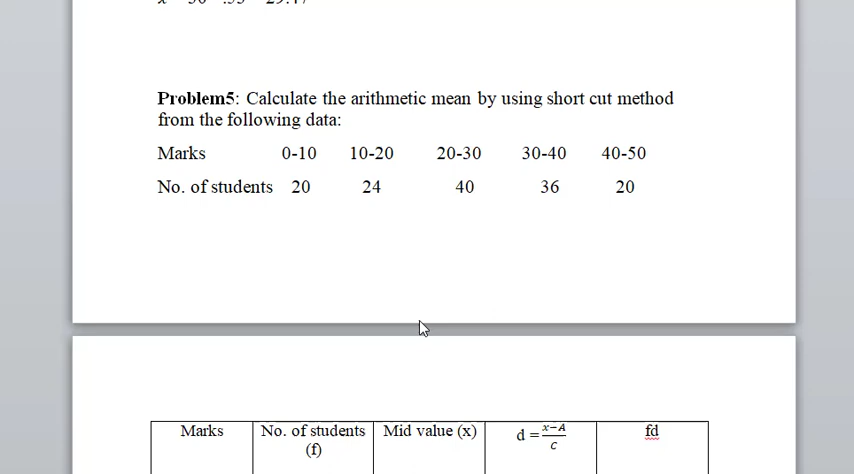 Problem5: Calculate the arithmetic mean by using short cut method
from the following data:
Marks 0-10 10-20 20-30 30-40 40-50
No. of students 20 24 40 36 20
Marks No. of students Mid value (x) d = x−A / C fd
(f)